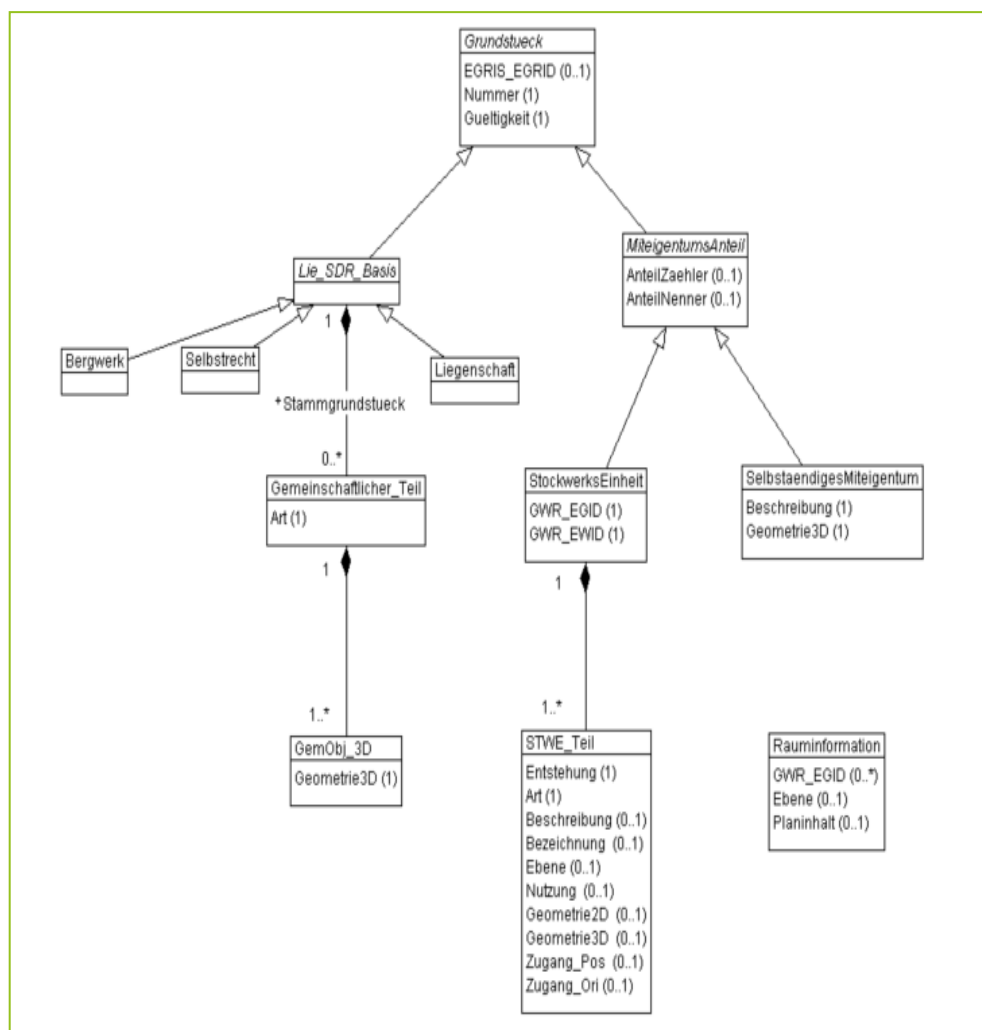 Grundstueck
EGRIS_EGRID (0..1)
Nummer (1)
Gueltigkeit (1)
Lie_SDR_Basis
MiteigentumsAnteil
AnteilZaehler (0..1)
AnteilNenner (0..1)
1
Bergwerk
Selbstrecht
Liegenschaft
*Stammgrundstueck
0..*
Gemeinschaftlicher_Teil
Art (1)
StockwerksEinheit
GWR_EGID (1)
GWR_EWID (1)
SelbstaendigesMiteigentum
Beschreibung (1)
Geometrie3D (1)
1
1
1..*
GemObj_3D
Geometrie3D (1)
1..*
STWE_Teil
Entstehung (1)
Art (1)
Beschreibung (0..1)
Bezeichnung (0..1)
Ebene (0..1)
Nutzung (0..1)
Geometrie2D (0..1)
Geometrie3D (0..1)
Zugang_Pos (0..1)
Zugang_Ori (0..1)
Rauminformation
GWR_EGID (0..*)
Ebene (0..1)
Planinhalt (0..1)